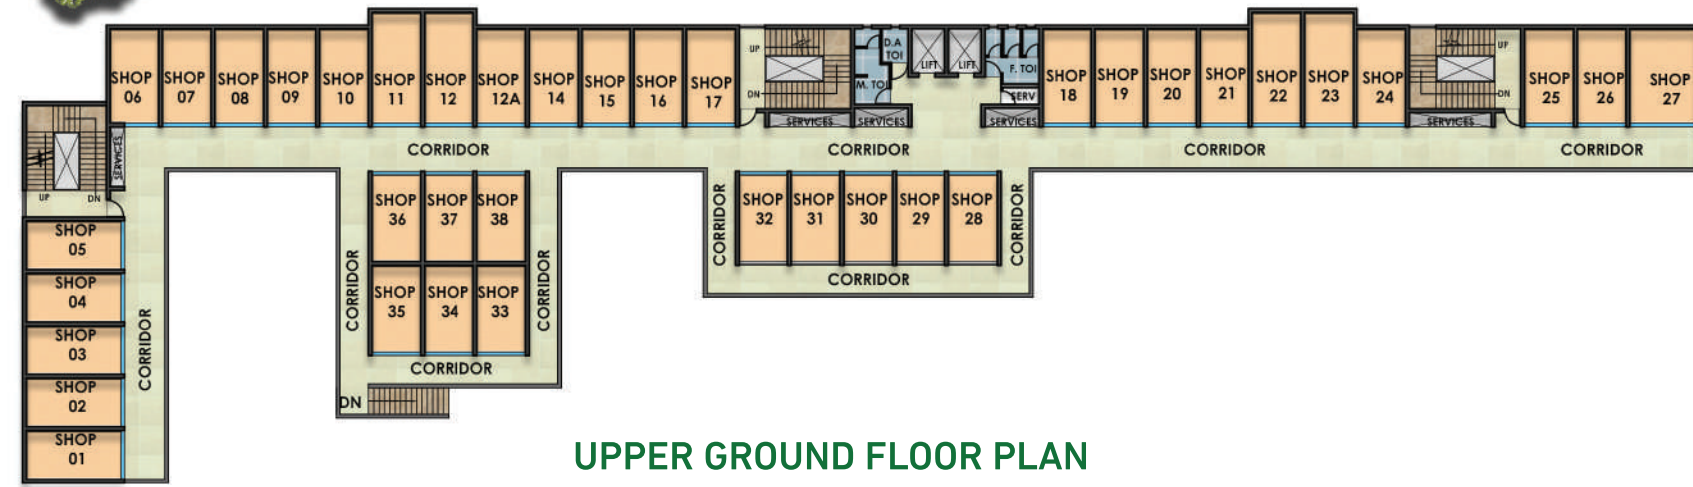 SHOP
06
SHOP
07
SHOP
08
SHOP
09
SHOP
10
SHOP
11
SHOP
12
SHOP
12A
SHOP
14
SHOP
15
SHOP
16
SHOP
17
UP
DN
SERVICES
M. TOI
D.A
TOI
SERVICES
LIFT
LIFT
F. TOI
SERV
SERVICES
SHOP
18
SHOP
19
SHOP
20
SHOP
21
SHOP
22
SHOP
23
SHOP
24
UP
DN
SERVICES
SHOP
25
SHOP
26
SHOP
27
SERVICES
UP
DN
CORRIDOR
CORRIDOR
CORRIDOR
CORRIDOR
SHOP
05
SHOP
04
SHOP
03
SHOP
02
SHOP
01
CORRIDOR
CORRIDOR
SHOP
36
SHOP
37
SHOP
38
SHOP
35
SHOP
34
SHOP
33
CORRIDOR
CORRIDOR
DN
CORRIDOR
SHOP
32
SHOP
31
SHOP
30
SHOP
29
SHOP
28
CORRIDOR
CORRIDOR
UPPER GROUND FLOOR PLAN